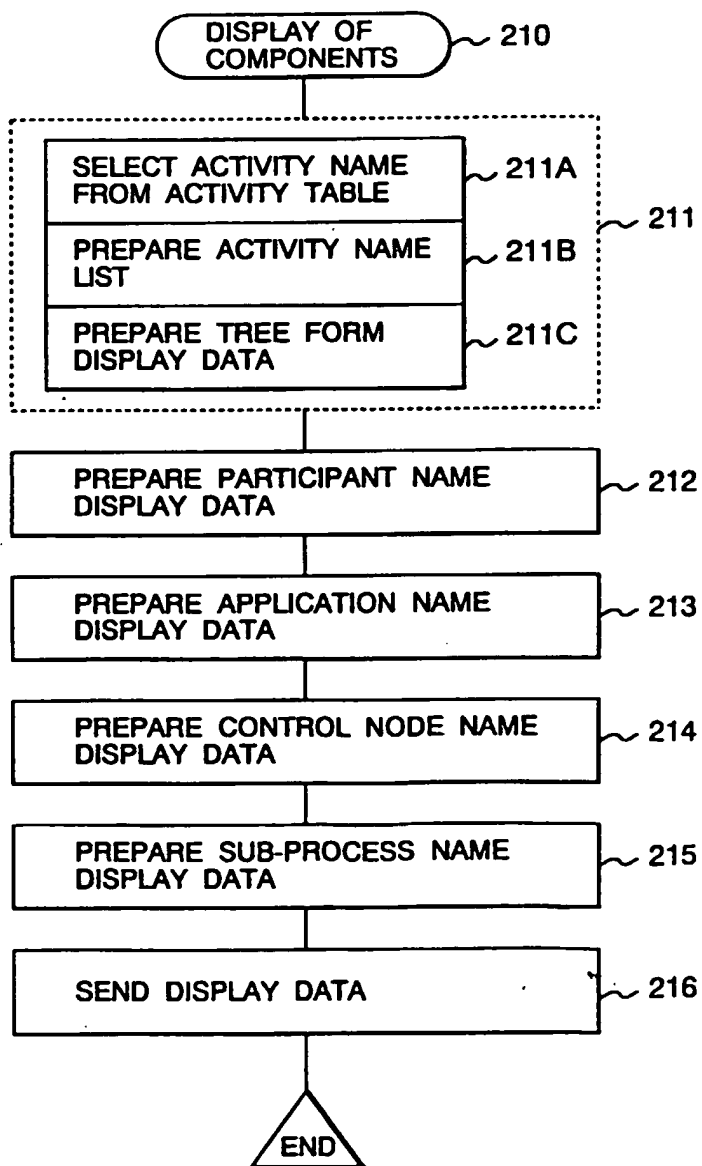 DISPLAY OF
COMPONENTS
210
SELECT ACTIVITY NAME
FROM ACTIVITY TABLE
211A
211
PREPARE ACTIVITY NAME
LIST
211B
PREPARE TREE FORM
DISPLAY DATA
211C
PREPARE PARTICIPANT NAME
DISPLAY DATA
212
PREPARE APPLICATION NAME
DISPLAY DATA
213
PREPARE CONTROL NODE NAME
DISPLAY DATA
214
PREPARE SUB-PROCESS NAME
DISPLAY DATA
215
SEND DISPLAY DATA
216
END